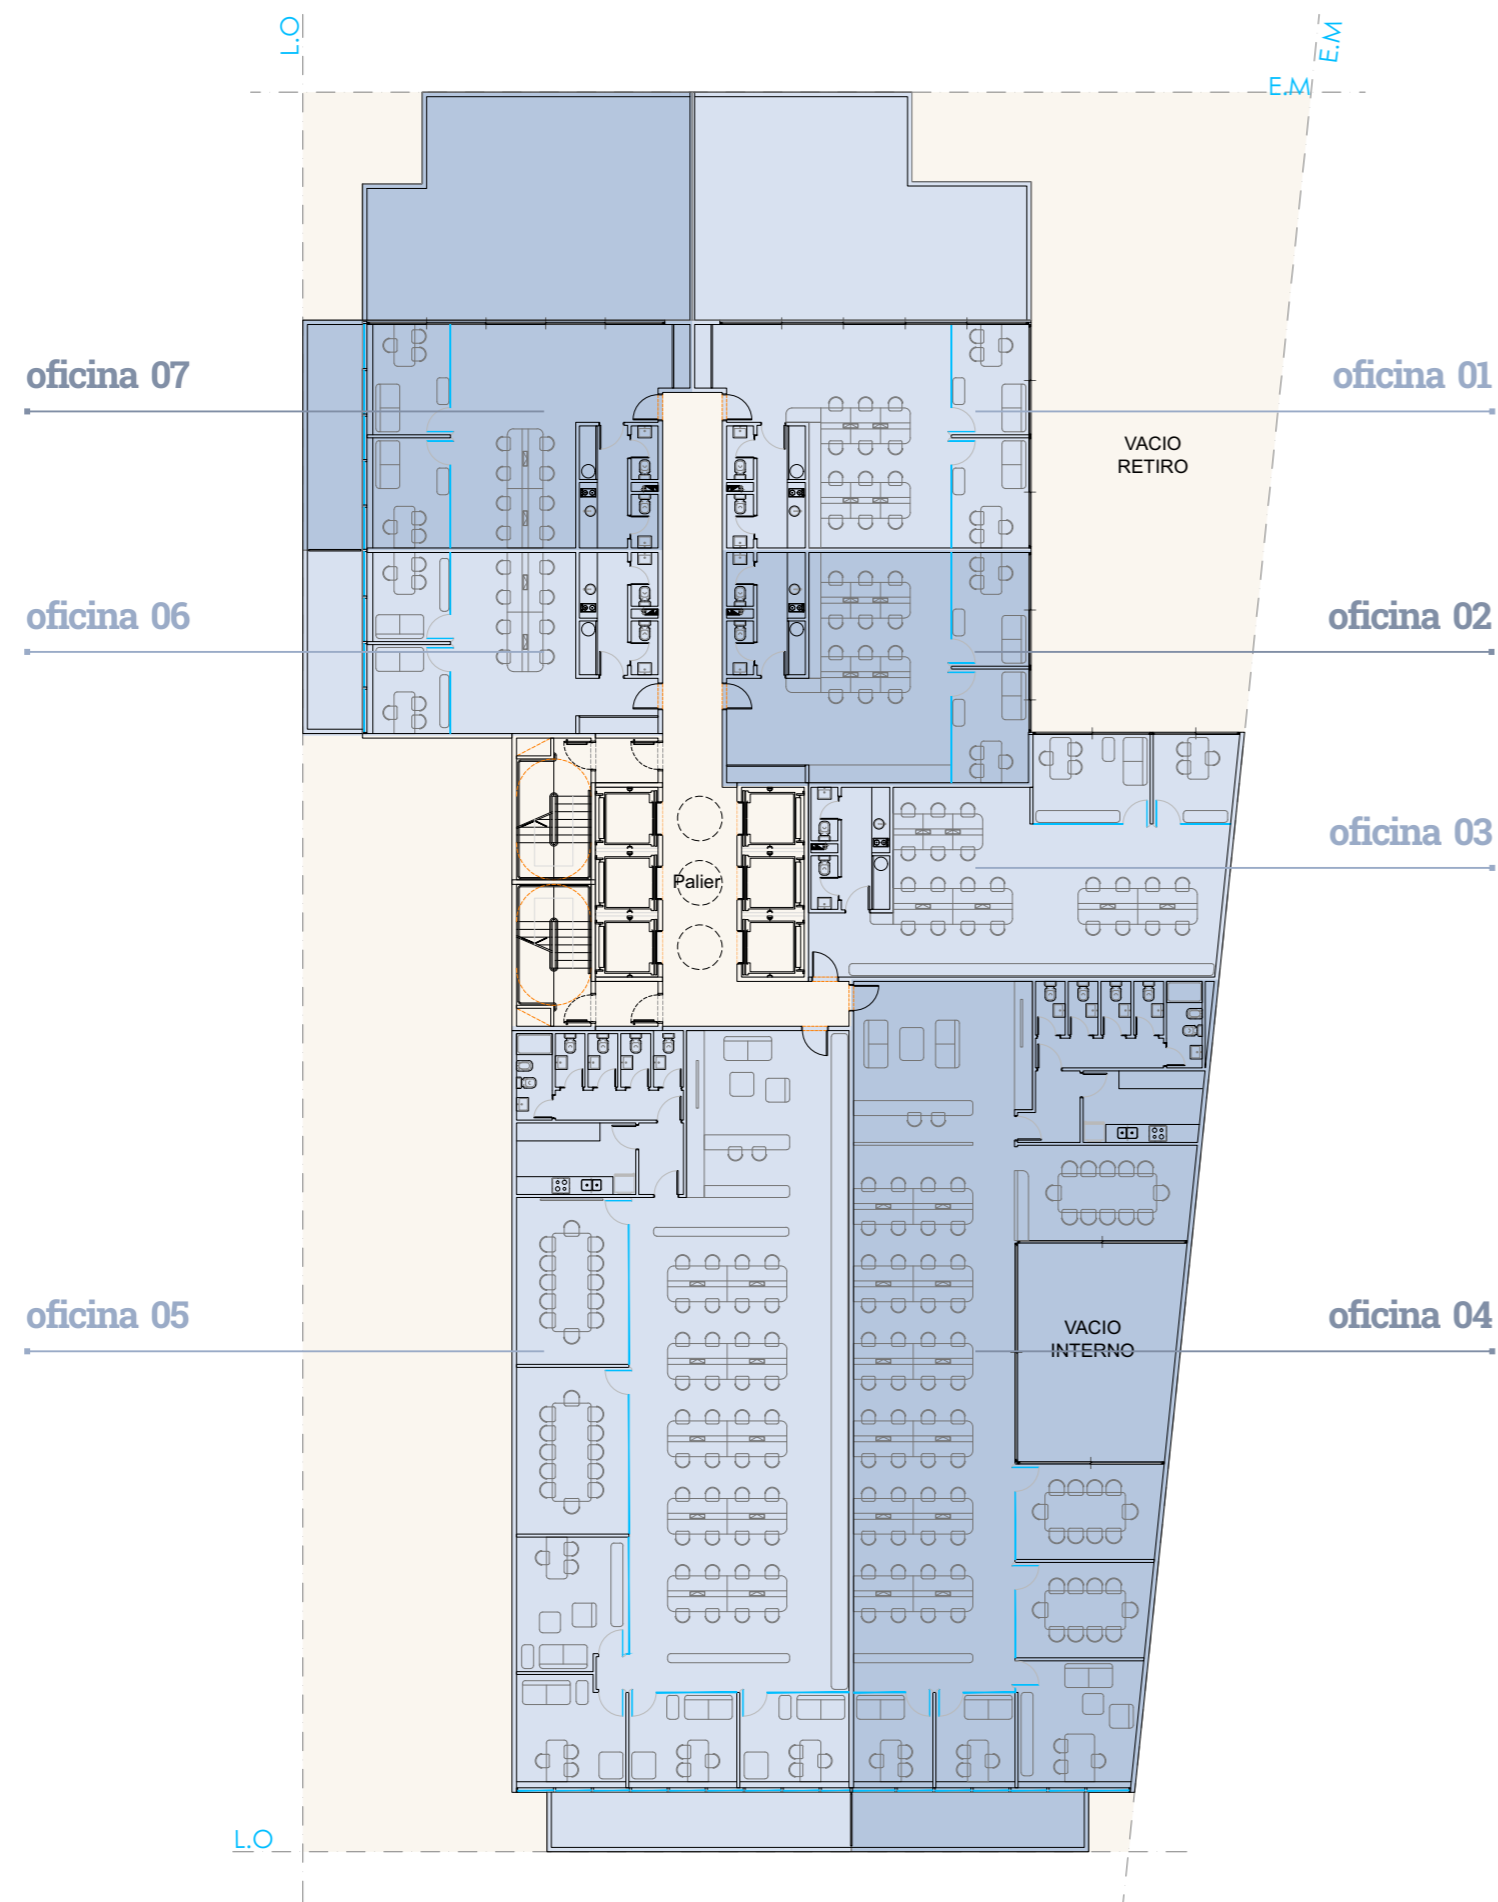 L.O
E.M
E.M
oficina 07
oficina 01
VACIO
RETIRO
oficina 06
oficina 02
oficina 03
Palier
oficina 05
oficina 04
VACIO
INTERNO
L.O